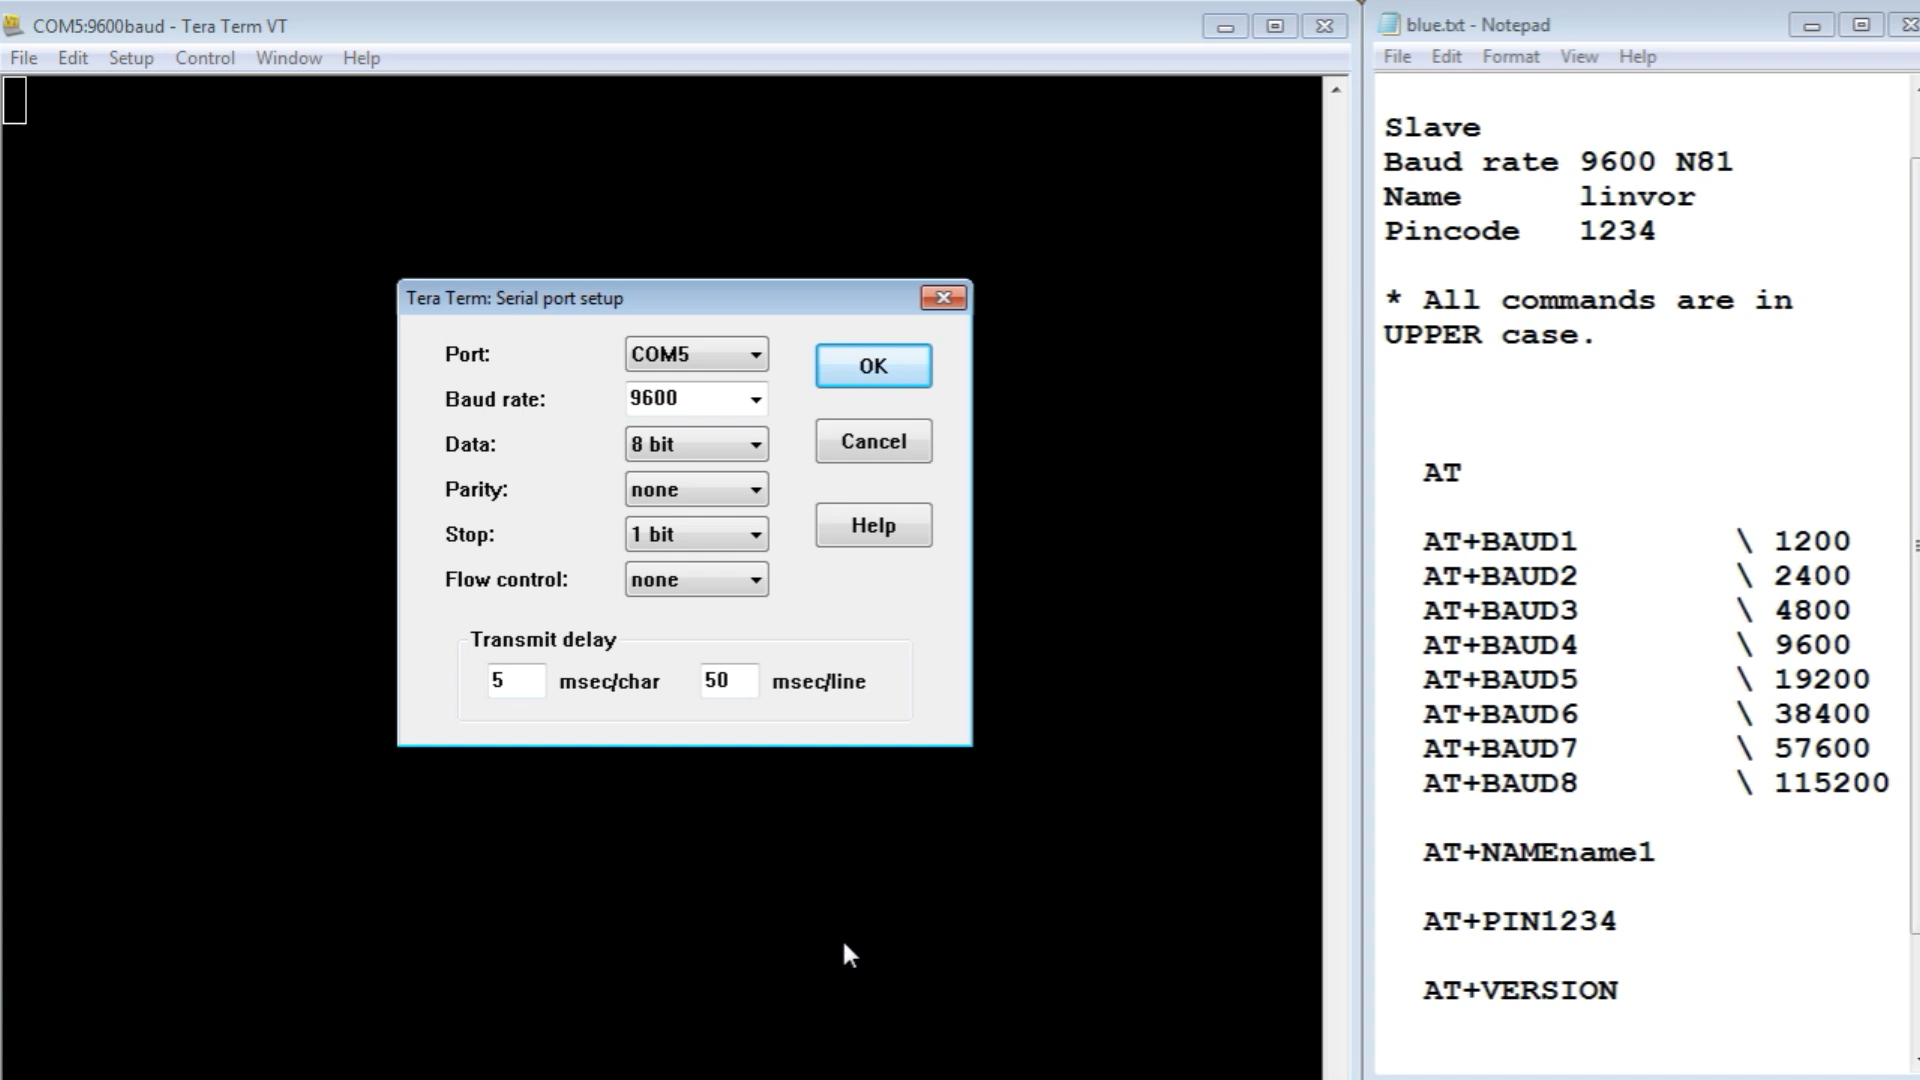 COM5:9600baud - Tera Term VT
File Edit Setup Control Window Help
Tera Term: Serial port setup
Port: COM5
OK
Baud rate: 9600
Data: 8 bit
Cancel
Parity: none
Stop: 1 bit
Help
Flow control: none
Transmit delay
5 msec/char 50 msec/line
blue.txt - Notepad
File Edit Format View Help
Slave
Baud rate 9600 N81
Name linvor
Pincode 1234
* All commands are in
UPPER case.
AT
AT+BAUD1 \ 1200
AT+BAUD2 \ 2400
AT+BAUD3 \ 4800
AT+BAUD4 \ 9600
AT+BAUD5 \ 19200
AT+BAUD6 \ 38400
AT+BAUD7 \ 57600
AT+BAUD8 \ 115200
AT+NAMEname1
AT+PIN1234
AT+VERSION